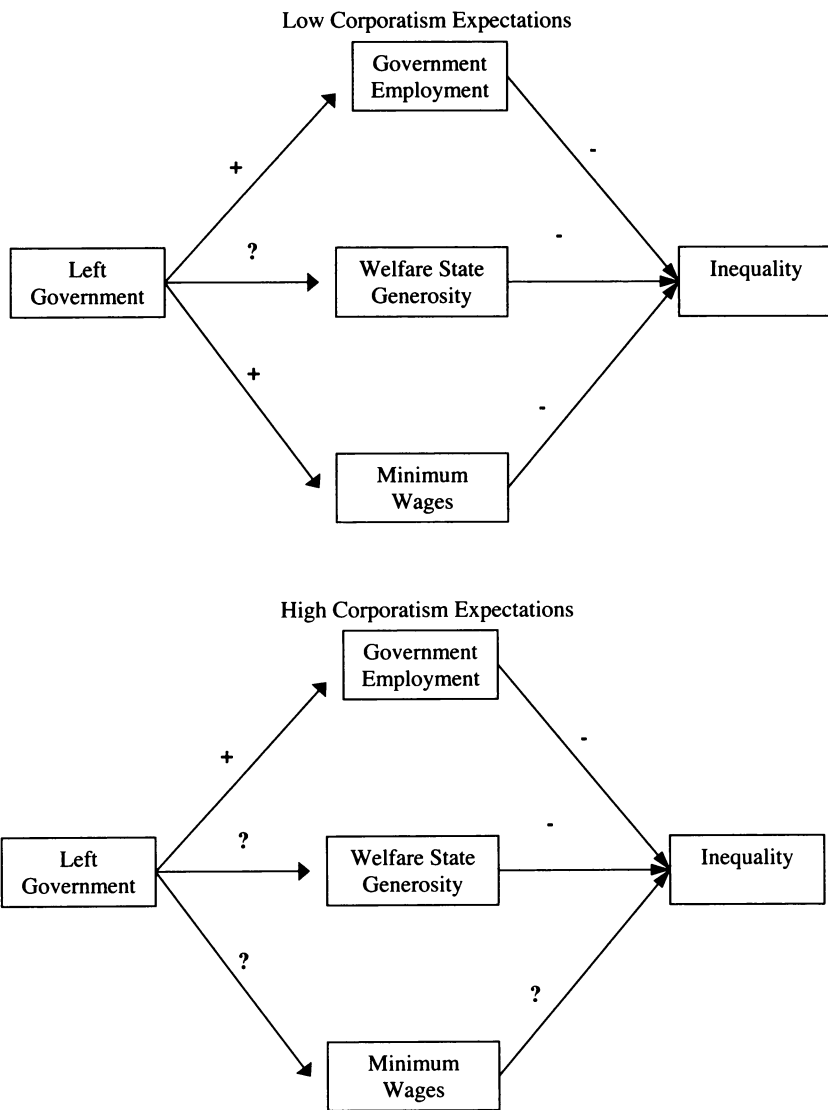 Low Corporatism Expectations
Government
Employment
+
-
?
-
Left
Government
Welfare State
Generosity
Inequality
+
-
Minimum
Wages
High Corporatism Expectations
Government
Employment
+
-
?
-
Left
Government
Welfare State
Generosity
Inequality
?
?
Minimum
Wages